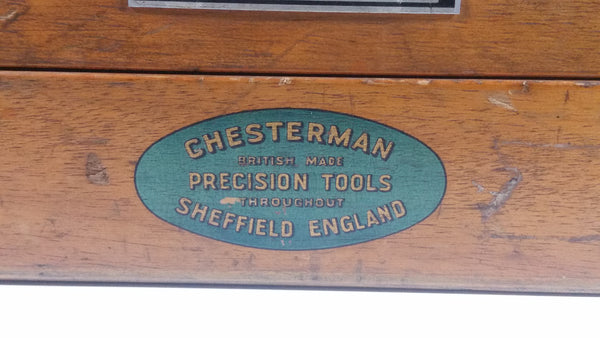 CHESTERMAN
BRITISH MADE
PRECISION TOOLS
THROUGHOUT
SHEFFIELD ENGLAND